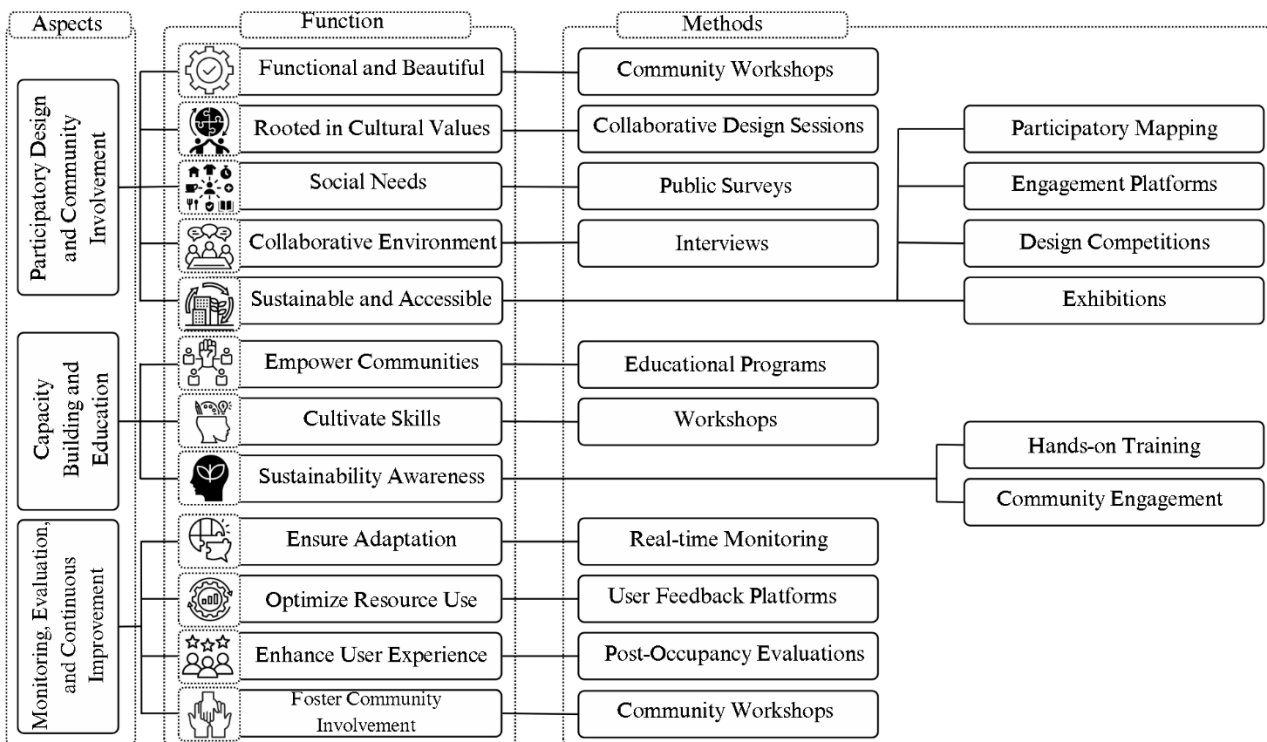 Aspects
Function
Methods
Participatory Design
and Community
Involvement
Functional and Beautiful
Community Workshops
Rooted in Cultural Values
Collaborative Design Sessions
Participatory Mapping
Social Needs
Public Surveys
Engagement Platforms
Collaborative Environment
Interviews
Design Competitions
Sustainable and Accessible
Exhibitions
Capacity
Building and
Education
Empower Communities
Educational Programs
Cultivate Skills
Workshops
Sustainability Awareness
Hands-on Training
Community Engagement
Monitoring, Evaluation,
and Continuous
Improvement
Ensure Adaptation
Real-time Monitoring
Optimize Resource Use
User Feedback Platforms
Enhance User Experience
Post-Occupancy Evaluations
Foster Community
Involvement
Community Workshops